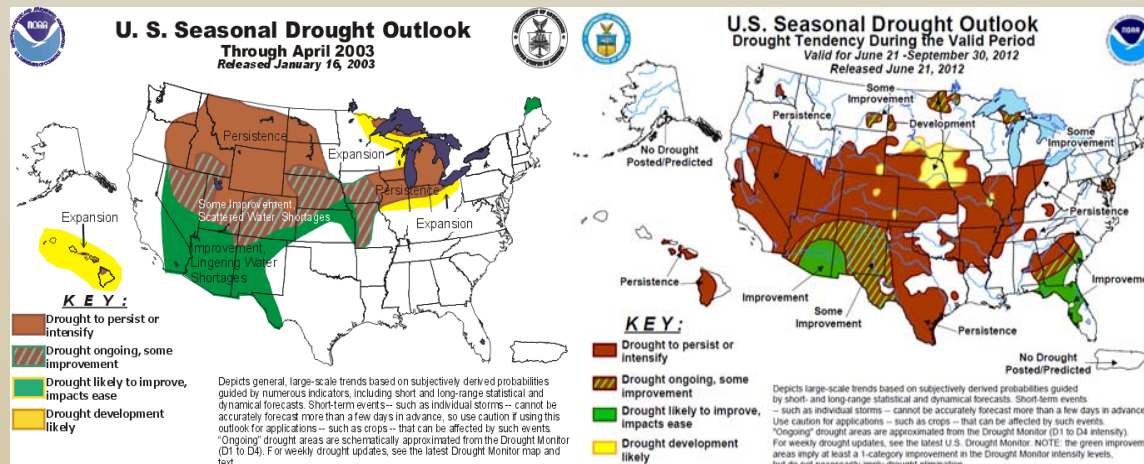 NOAA
U. S. Seasonal Drought Outlook
Through April 2003
Released January 16, 2003
Persistence
Expansion
Some Improvement
Scattered Water Shortages
Persistence
Expansion
Expansion
Improvement,
Lingering Water
Shortages
KEY:
Drought to persist or
intensify
Drought ongoing, some
improvement
Drought likely to improve,
impacts ease
Drought development
likely
Depicts general, large-scale trends based on subjectively derived probabilities
guided by numerous indicators, including short and long-range statistical and
dynamical forecasts. Short-term events -- such as individual storms -- cannot be
accurately forecast more than a few days in advance, so use caution if using this
outlook for applications -- such as crops -- that can be affected by such events.
"Ongoing" drought areas are schematically approximated from the Drought Monitor
(D1 to D4). For weekly drought updates, see the latest Drought Monitor map and
text
U.S. Seasonal Drought Outlook
Drought Tendency During the Valid Period
Valid for June 21 -September 30, 2012
Released June 21, 2012
NOAA
Some
Improvement
Persistence
Development
Some
Improvement
No Drought
Posted/Predicted
Persistence
Persistence
Improvement
Improvement
Some
Improvement
Persistence
No Drought
Posted/Predicted
KEY:
Drought to persist or
intensify
Drought ongoing, some
improvement
Drought likely to improve,
impacts ease
Drought development
likely
Depicts large-scale trends based on subjectively derived probabilities guided
by short- and long-range statistical and dynamical forecasts. Short-term events
-- such as individual storms -- cannot be accurately forecast more than a few days in advance.
Use caution for applications -- such as crops -- that can be affected by such events.
"Ongoing" drought areas are approximated from the Drought Monitor (D1 to D4 intensity).
For weekly drought updates, see the latest U.S. Drought Monitor. NOTE: the green improvement
areas imply at least a 1-category improvement in the Drought Monitor intensity levels,
but do not necessarily imply drought elimination.